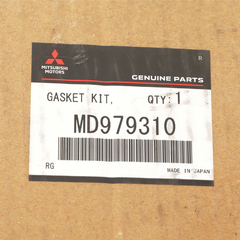 MITSUBISHI
MOTORS
GENUINE PARTS
GASKET KIT. QTY: 1
MD979310
RG
MADE IN JAPAN